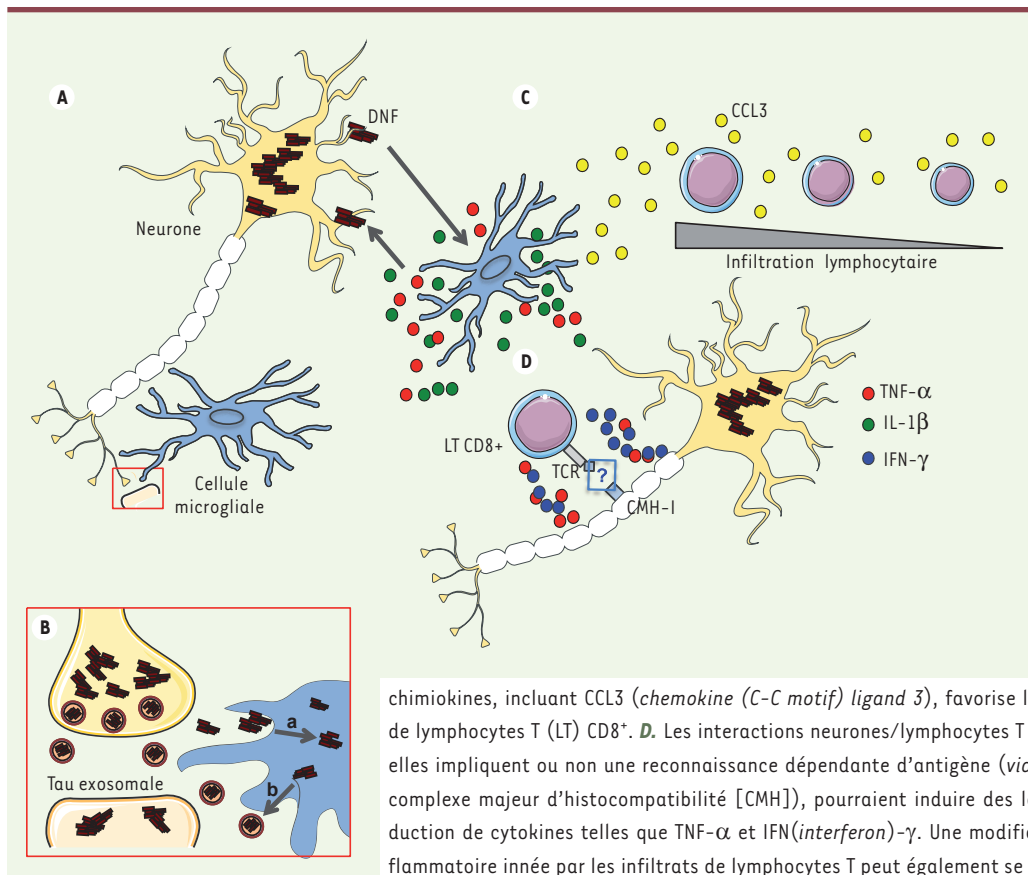 A
DNF
Neurone
Cellule
microgliale
C
CCL3
Infiltration lymphocytaire
D
LT CD8+
TCR
?
CMH-I
TNF-α
IL-1β
IFN-γ
B
a
b
Tau exosomale
chimiokines, incluant CCL3 (chemokine (C-C motif) ligand 3), favorise l
de lymphocytes T (LT) CD8⁺. D. Les interactions neurones/lymphocytes T
elles impliquent ou non une reconnaissance dépendante d'antigène (
complexe majeur d'histocompatibilité [CMH]), pourraient induire des
duction de cytokines telles que TNF-α et IFN(interferon)-γ. Une
flammatoire innée par les infiltrats de lymphocytes T peut également se